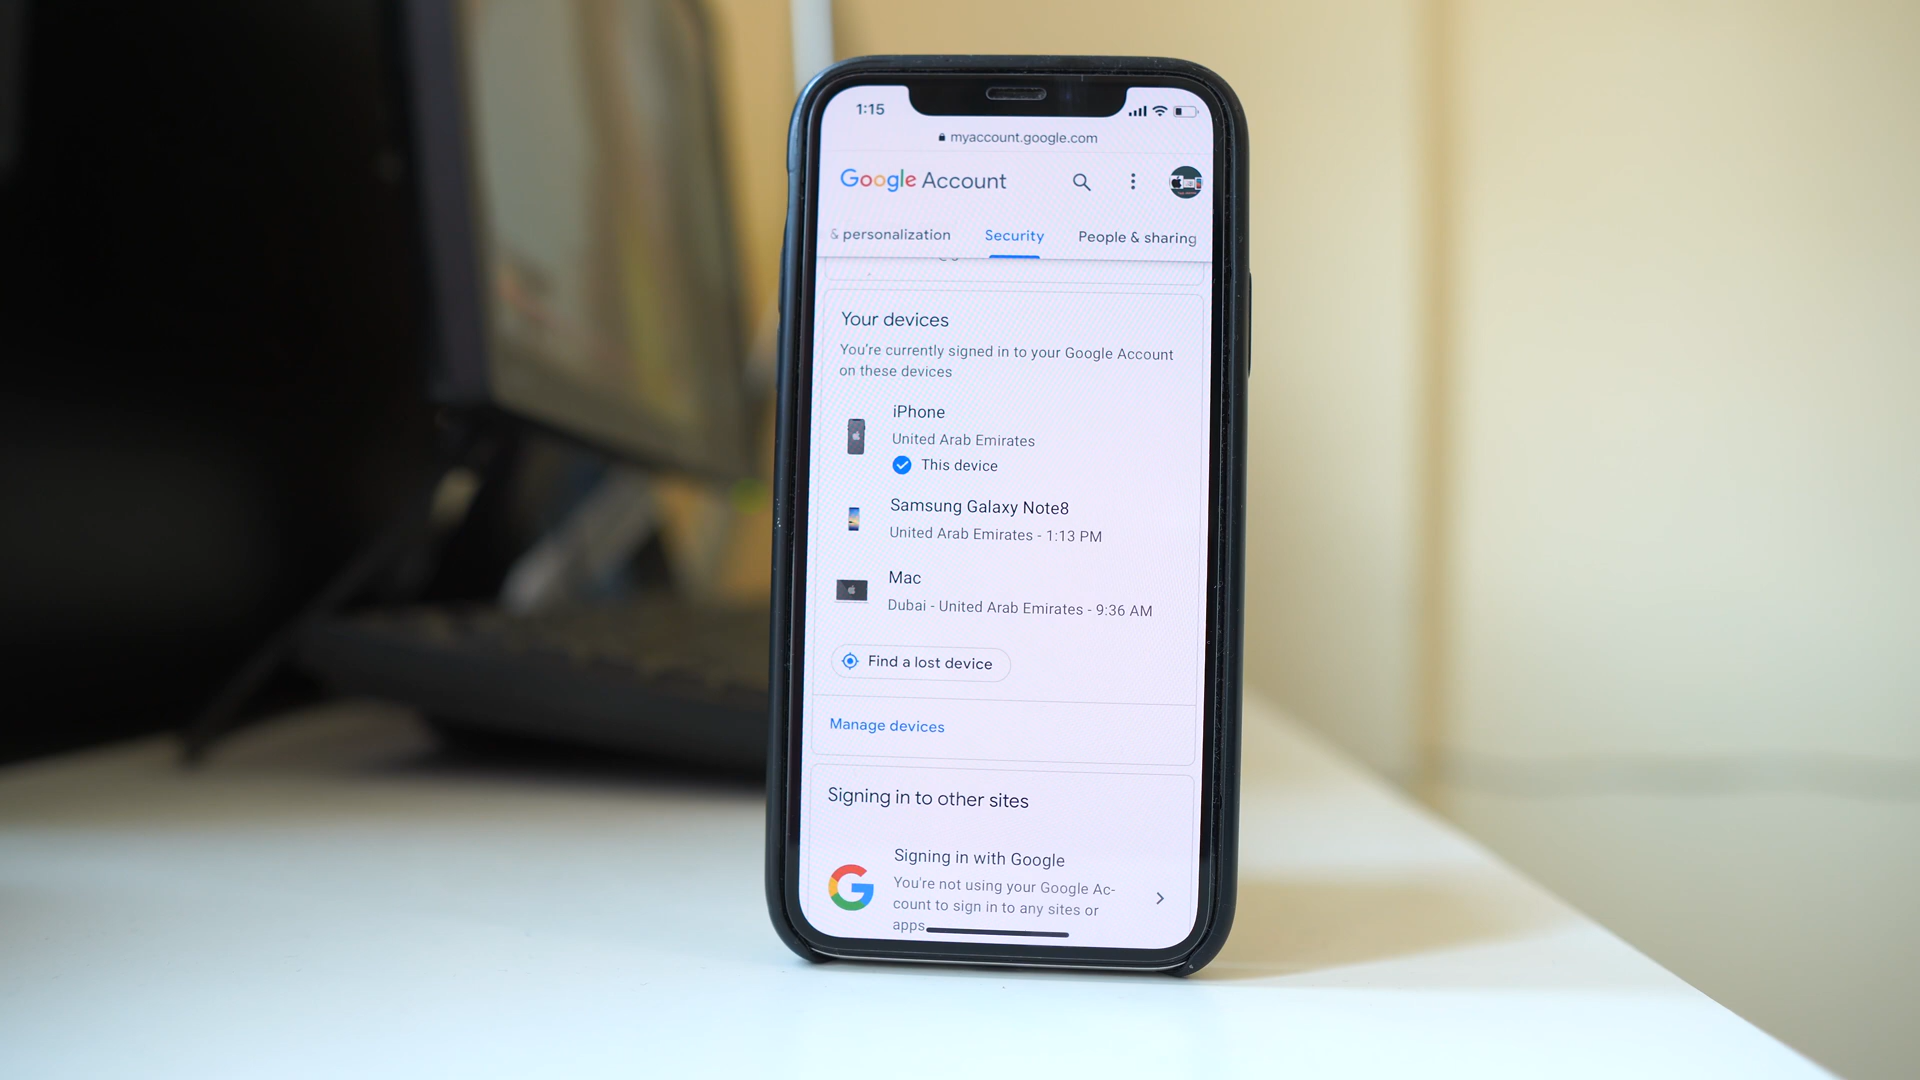 1:15
myaccount.google.com
Google Account
& personalization Security People & sharing
Your devices
You're currently signed in to your Google Account
on these devices
iPhone
United Arab Emirates
This device
Samsung Galaxy Note8
United Arab Emirates - 1:13 PM
Mac
Dubai - United Arab Emirates - 9:36 AM
Find a lost device
Manage devices
Signing in to other sites
Signing in with Google
You're not using your Google Ac-
count to sign in to any sites or
apps